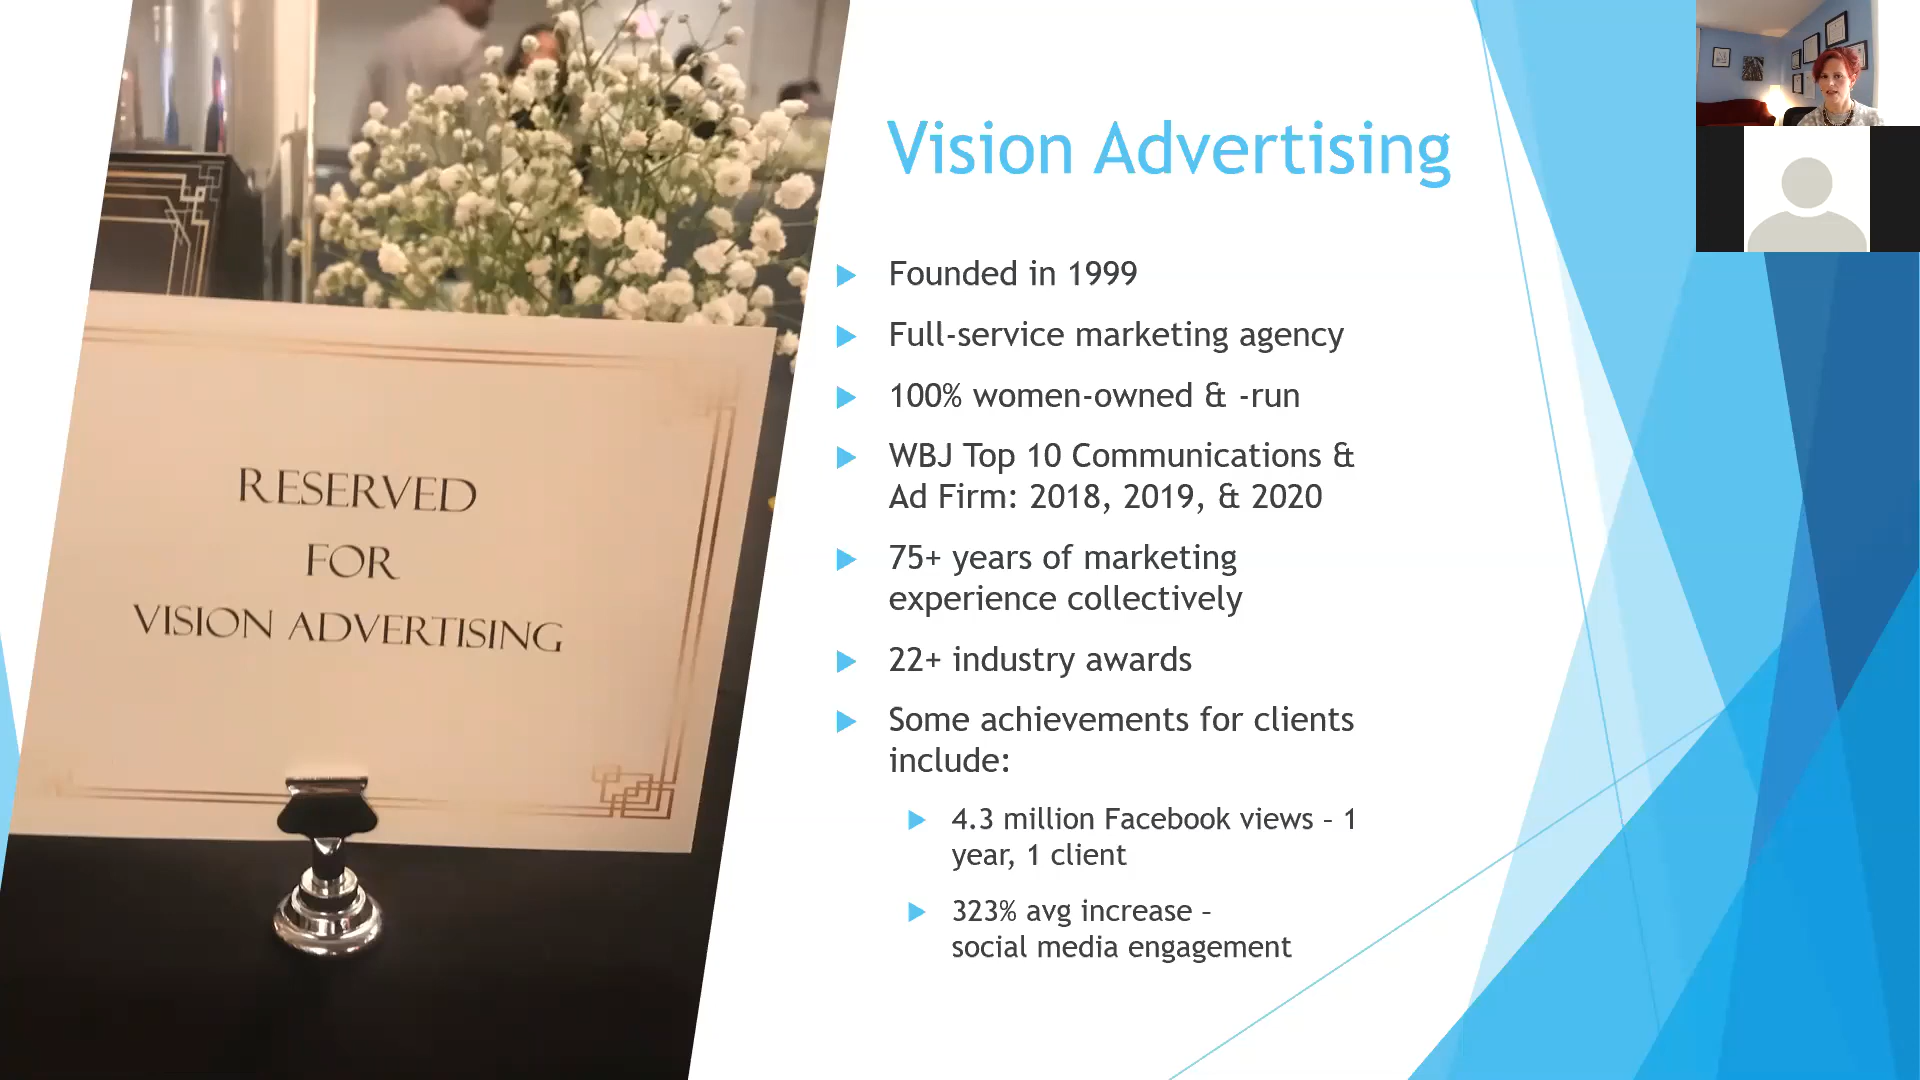 RESERVED
FOR
VISION ADVERTISING
Vision Advertising
Founded in 1999
Full-service marketing agency
100% women-owned & -run
WBJ Top 10 Communications &
Ad Firm: 2018, 2019, & 2020
75+ years of marketing
experience collectively
22+ industry awards
Some achievements for clients
include:
4.3 million Facebook views – 1
year, 1 client
323% avg increase –
social media engagement